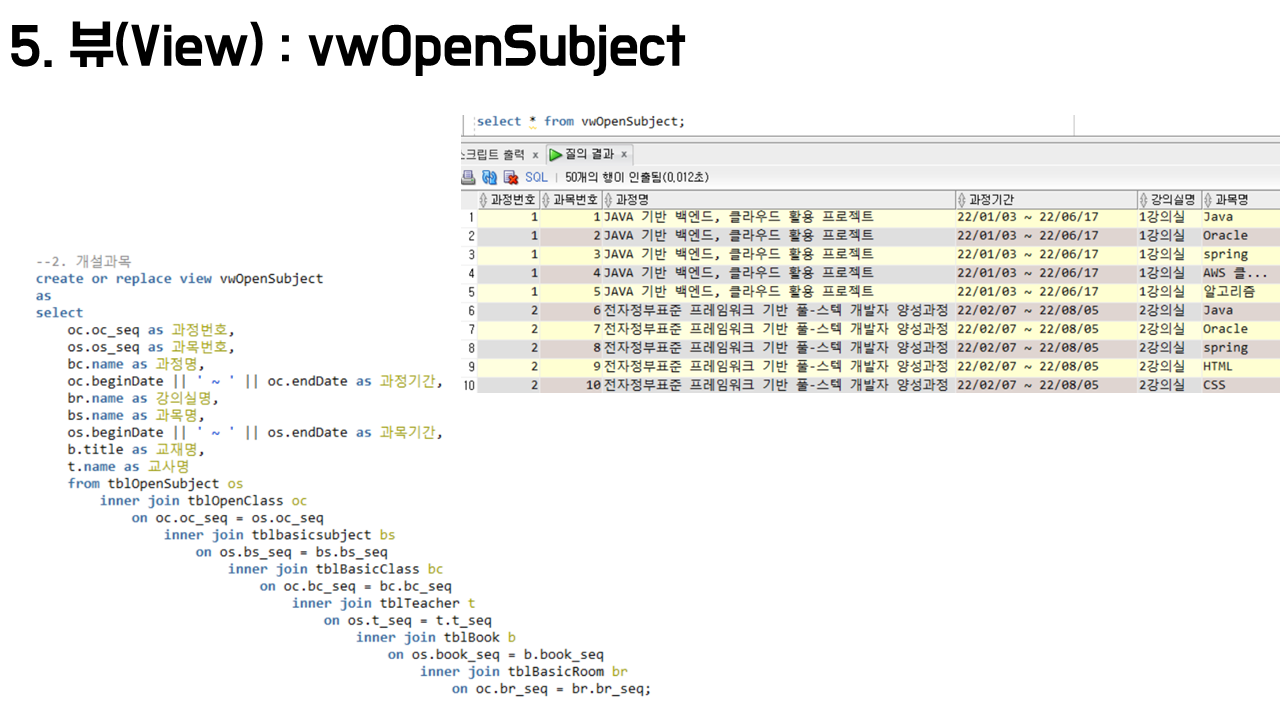 5. 뷰(View) : vwOpenSubject
--2. 개설과목
create or replace view vwOpenSubject
as
select
oc.oc_seq as 과정번호,
os.os_seq as 과목번호,
bc.name as 과정명,
oc.beginDate || ' ~ ' || oc.endDate as 과정기간,
br.name as 강의실명,
bs.name as 과목명,
os.beginDate || ' ~ ' || os.endDate as 과목기간,
b.title as 교재명,
t.name as 교사명
from tblOpenSubject os
inner join tblOpenClass oc
on oc.oc_seq = os.oc_seq
inner join tblbasicsubject bs
on os.bs_seq = bs.bs_seq
inner join tblBasicClass bc
on oc.bc_seq = bc.bc_seq
inner join tblTeacher t
on os.t_seq = t.t_seq
inner join tblBook b
on os.book_seq = b.book_seq
inner join tblBasicRoom br
on oc.br_seq = br.br_seq;
select * from vwOpenSubject;
스크립트 출력 x 질의 결과 x
SQL | 50개의 행이 인출됨(0,012초)
과정번호 과목번호 과정명 과정기간 강의실명 과목명
1 1 1 JAVA 기반 백엔드, 클라우드 활용 프로젝트 22/01/03 ~ 22/06/17 1강의실 Java
2 1 2 JAVA 기반 백엔드, 클라우드 활용 프로젝트 22/01/03 ~ 22/06/17 1강의실 Oracle
3 1 3 JAVA 기반 백엔드, 클라우드 활용 프로젝트 22/01/03 ~ 22/06/17 1강의실 spring
4 1 4 JAVA 기반 백엔드, 클라우드 활용 프로젝트 22/01/03 ~ 22/06/17 1강의실 AWS 클...
5 1 5 JAVA 기반 백엔드, 클라우드 활용 프로젝트 22/01/03 ~ 22/06/17 1강의실 알고리즘
6 2 6 전자정부표준 프레임워크 기반 풀-스텍 개발자 양성과정 22/02/07 ~ 22/08/05 2강의실 Java
7 2 7 전자정부표준 프레임워크 기반 풀-스텍 개발자 양성과정 22/02/07 ~ 22/08/05 2강의실 Oracle
8 2 8 전자정부표준 프레임워크 기반 풀-스텍 개발자 양성과정 22/02/07 ~ 22/08/05 2강의실 spring
9 2 9 전자정부표준 프레임워크 기반 풀-스텍 개발자 양성과정 22/02/07 ~ 22/08/05 2강의실 HTML
10 2 10 전자정부표준 프레임워크 기반 풀-스텍 개발자 양성과정 22/02/07 ~ 22/08/05 2강의실 CSS